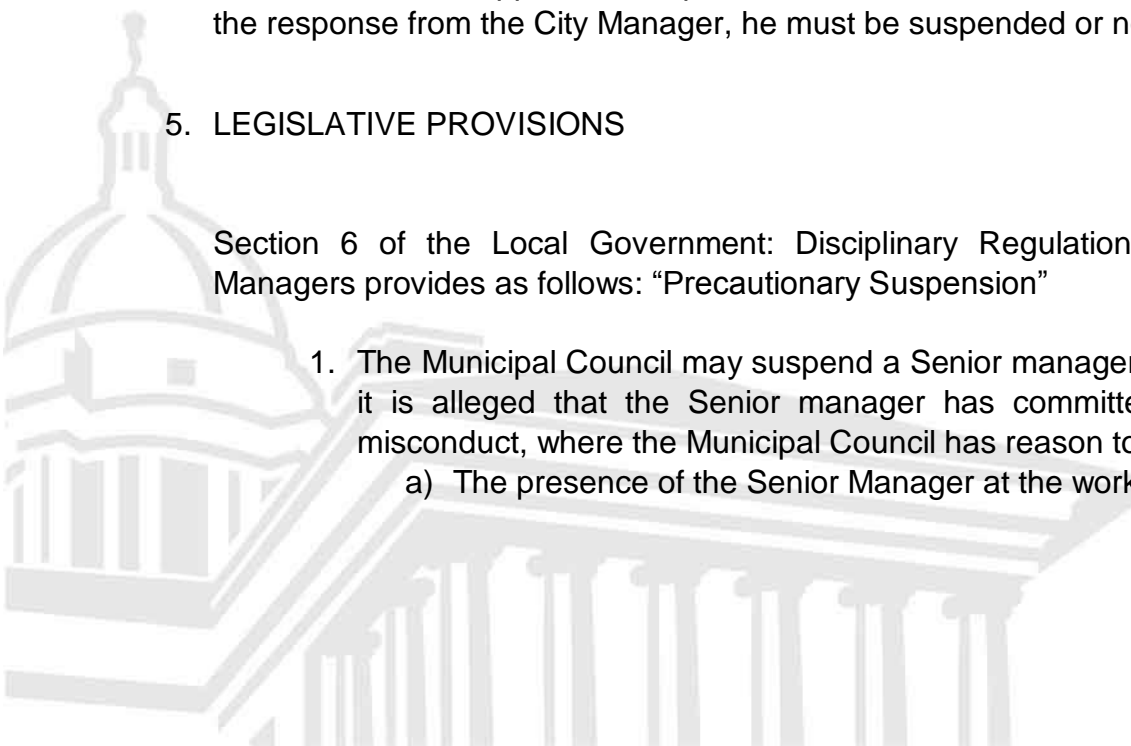 the response from the City Manager, he must be suspended or n
5. LEGISLATIVE PROVISIONS
Section 6 of the Local Government: Disciplinary Regulation
Managers provides as follows: “Precautionary Suspension”
1. The Municipal Council may suspend a Senior manager
it is alleged that the Senior manager has committe
misconduct, where the Municipal Council has reason to
a) The presence of the Senior Manager at the work